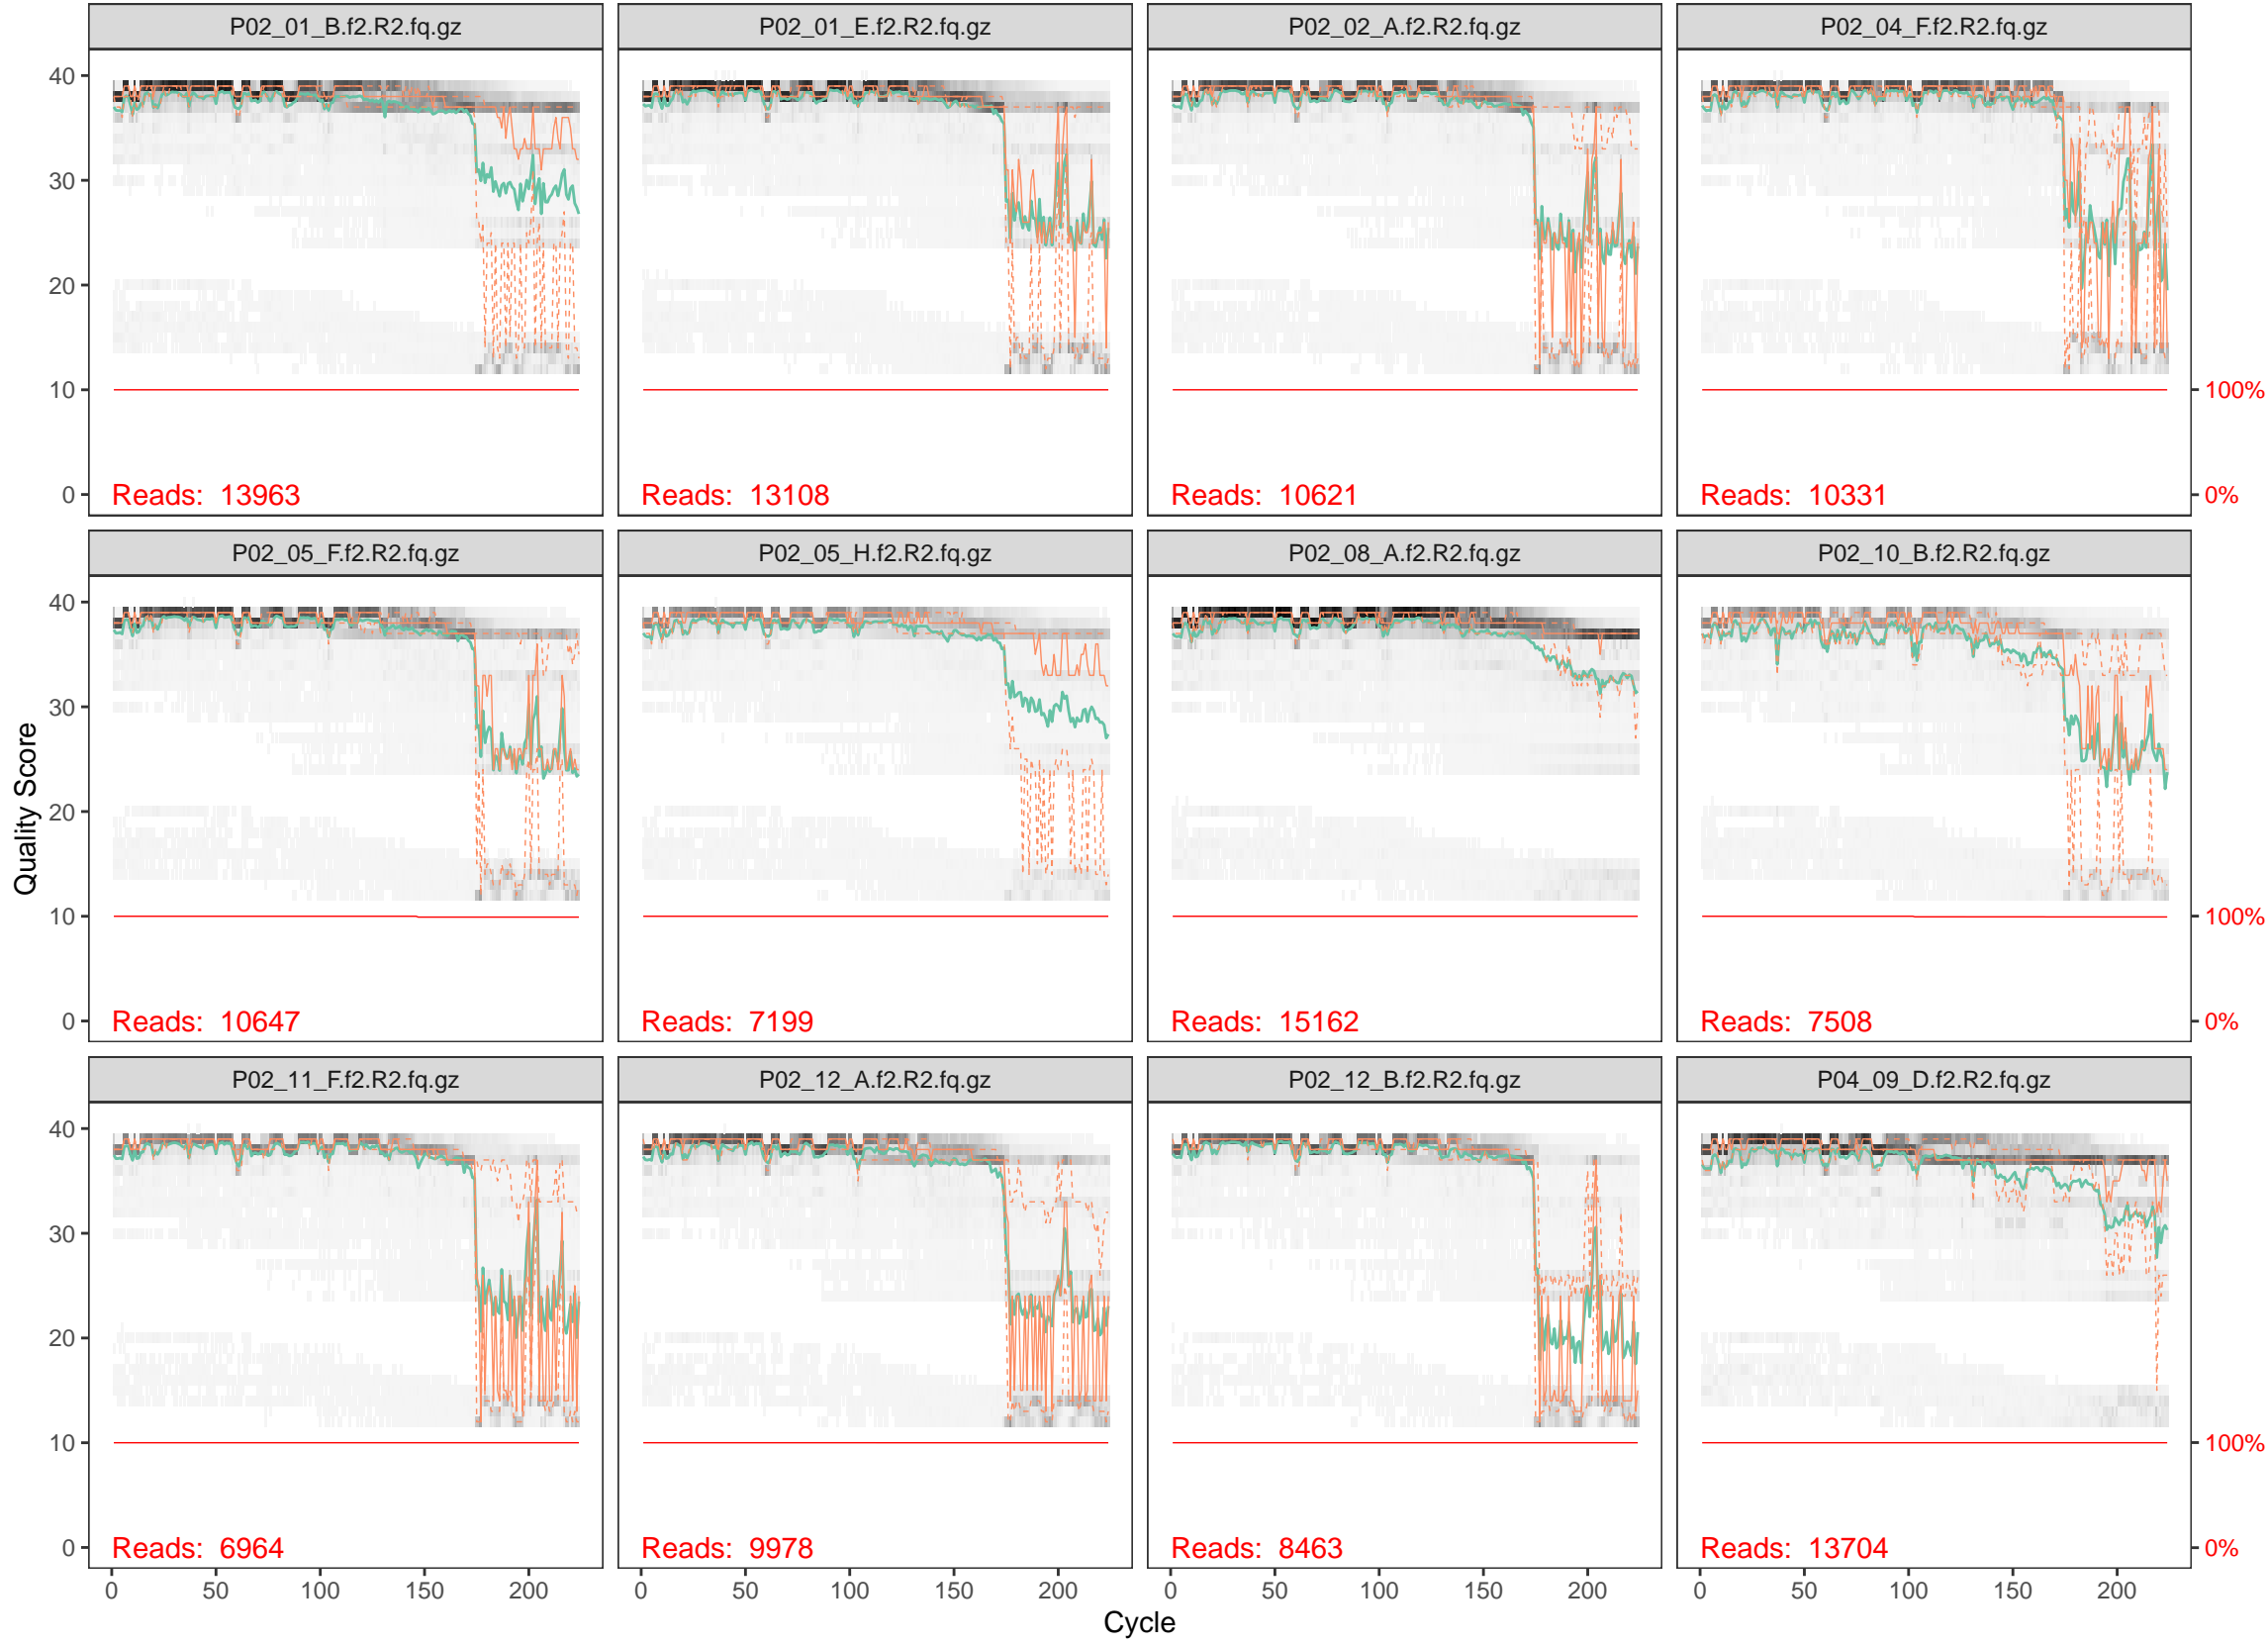 P02_01_B.f2.R2.fq.gz P02_01_E.f2.R2.fq.gz P02_02_A.f2.R2.fq.gz P02_04_F.f2.R2.fq.gz
40
30
20
10 100%
0 Reads: 13963 Reads: 13108 Reads: 10621 Reads: 10331 0%
P02_05_F.f2.R2.fq.gz P02_05_H.f2.R2.fq.gz P02_08_A.f2.R2.fq.gz P02_10_B.f2.R2.fq.gz
40
30
Quality Score
20
10 100%
0 Reads: 10647 Reads: 7199 Reads: 15162 Reads: 7508 0%
P02_11_F.f2.R2.fq.gz P02_12_A.f2.R2.fq.gz P02_12_B.f2.R2.fq.gz P04_09_D.f2.R2.fq.gz
40
30
20
10 100%
0 Reads: 6964 Reads: 9978 Reads: 8463 Reads: 13704 0%
0 50 100 150 200 0 50 100 150 200 0 50 100 150 200 0 50 100 150 200
Cycle